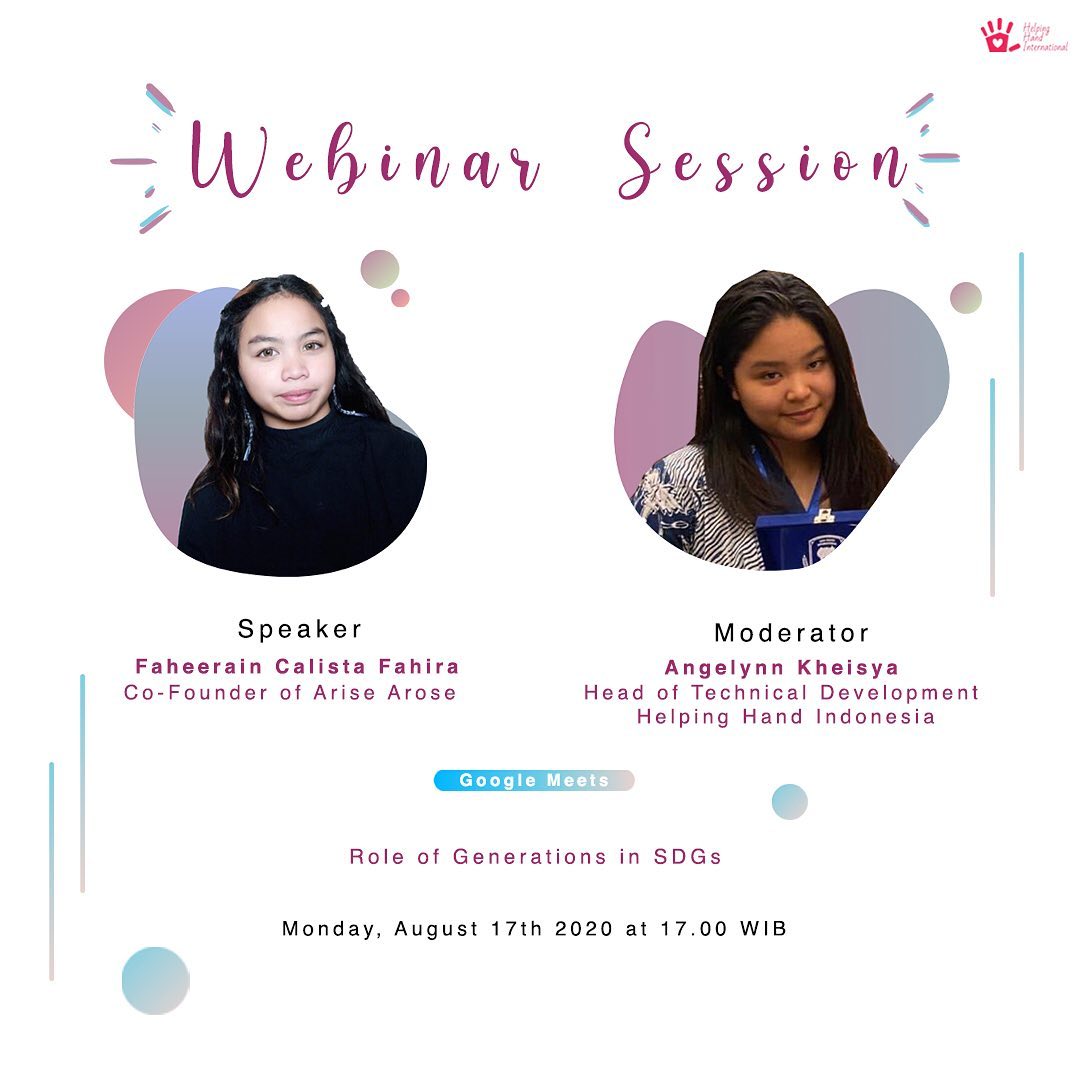 Helping
Hand
International
Webinar Session
Speaker
Faheerain Calista Fahira
Co-Founder of Arise Arose
Moderator
Angelynn Kheisya
Head of Technical Development
Helping Hand Indonesia
Google Meets
Role of Generations in SDGs
Monday, August 17th 2020 at 17.00 WIB